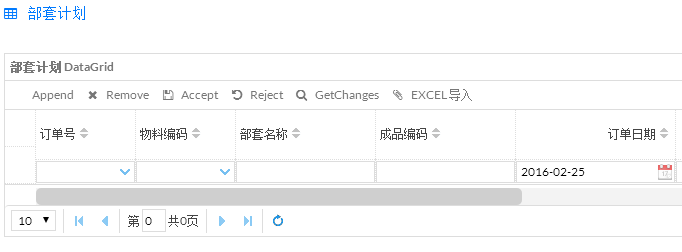 部套计划
部套计划 DataGrid
Append Remove Accept Reject GetChanges EXCEL导入
订单号 物料编码 部套名称 成品编码 订单日期
2016-02-25
10 第 0 共0页